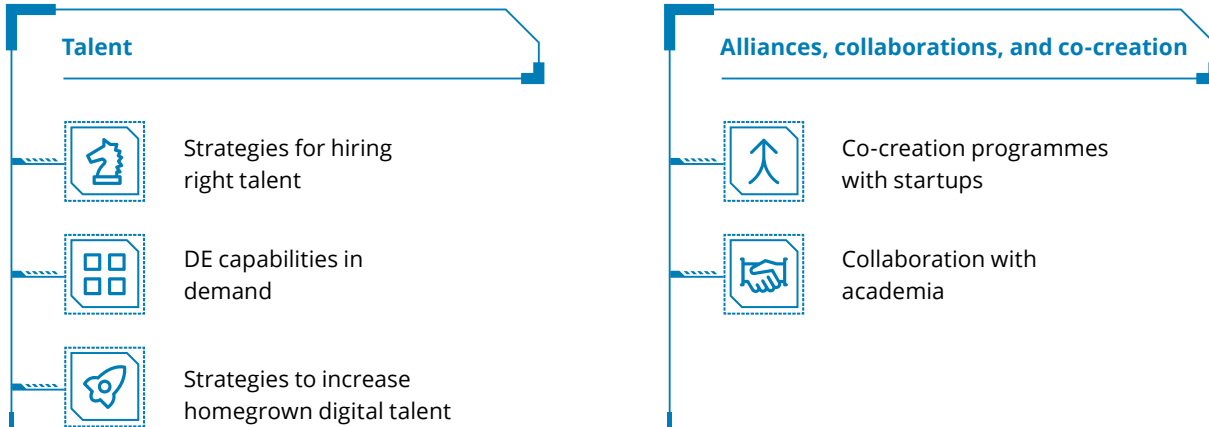 Talent
Strategies for hiring
right talent
DE capabilities in
demand
Strategies to increase
homegrown digital talent
Alliances, collaborations, and co-creation
Co-creation programmes
with startups
Collaboration with
academia